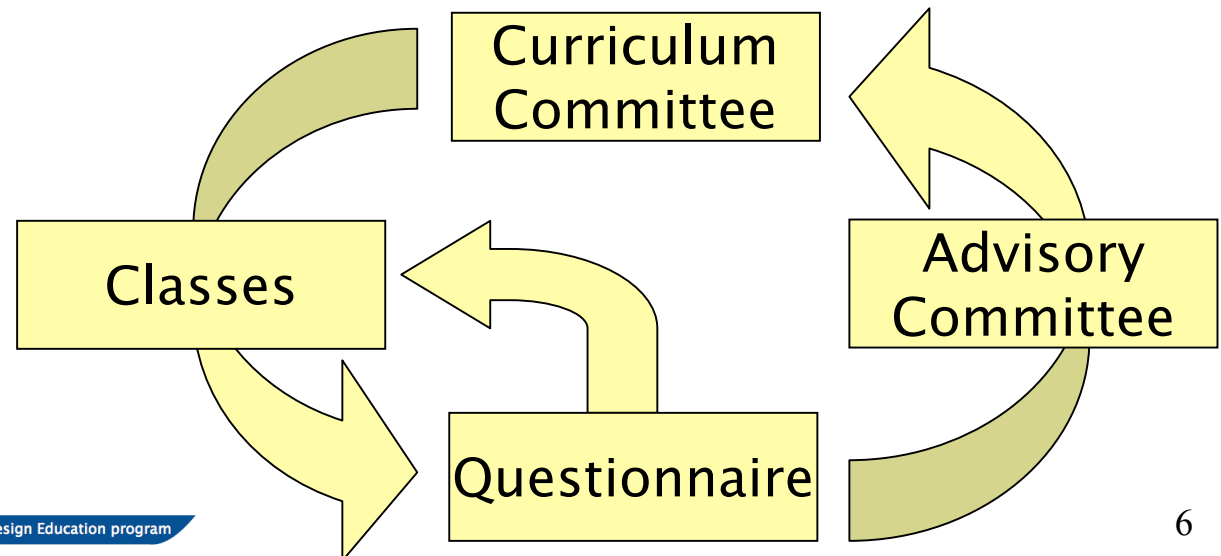 Curriculum
Committee
Classes
Advisory
Committee
Questionnaire
esign Education program
6